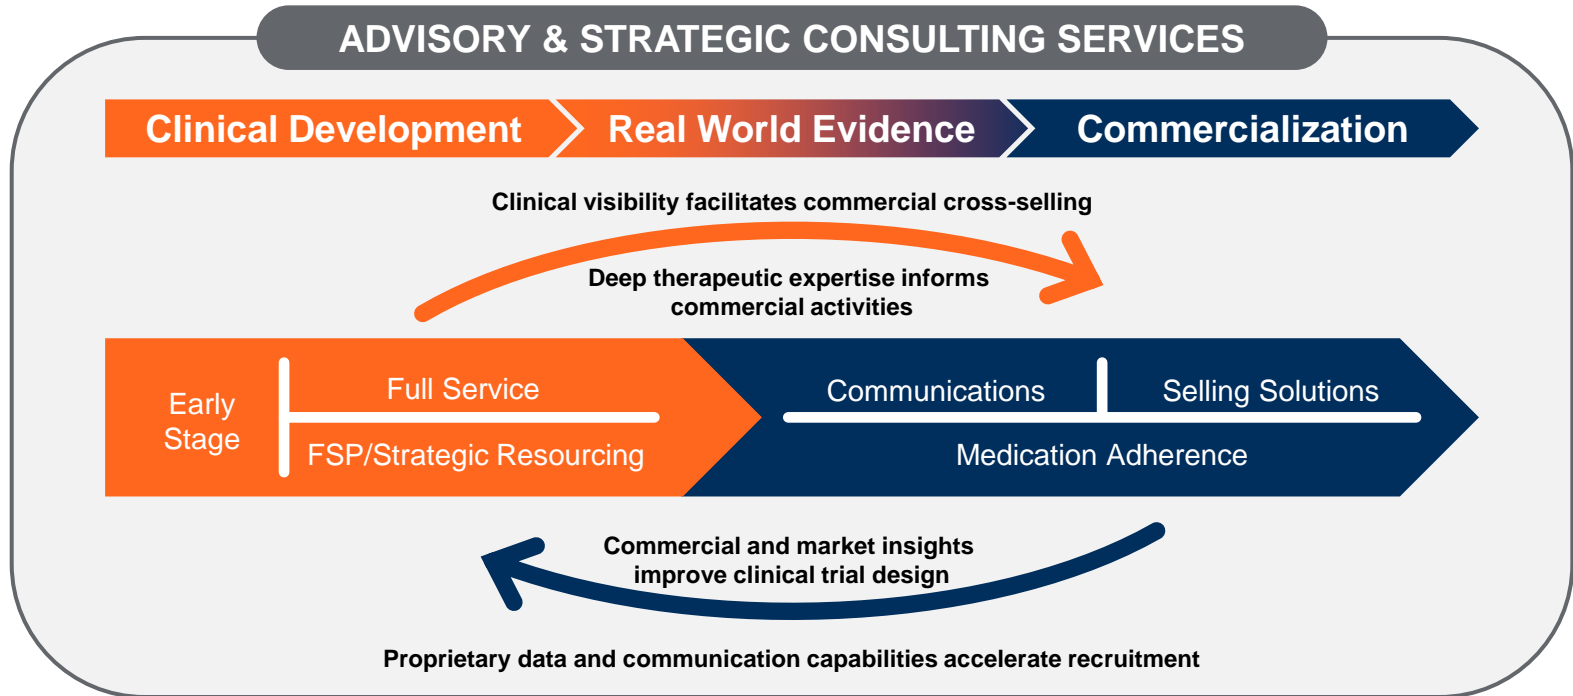 ADVISORY & STRATEGIC CONSULTING SERVICES
Clinical Development
Real World Evidence
Commercialization
Clinical visibility facilitates commercial cross-selling
Deep therapeutic expertise informs
commercial activities
Early
Stage
Full Service
FSP/Strategic Resourcing
Communications
Selling Solutions
Medication Adherence
Commercial and market insights
improve clinical trial design
Proprietary data and communication capabilities accelerate recruitment